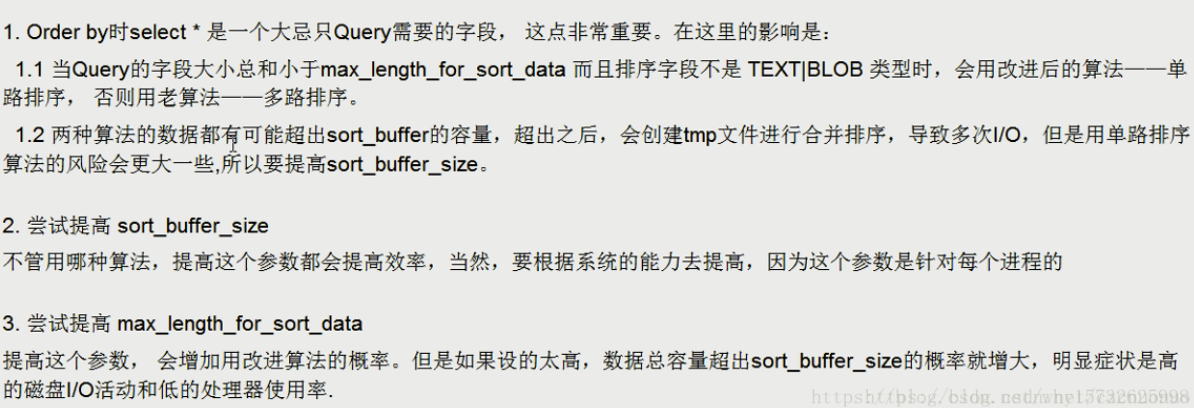 1. Order by时select * 是一个大忌只Query需要的字段， 这点非常重要。在这里的影响是：
1.1 当Query的字段大小总和小于max_length_for_sort_data 而且排序字段不是 TEXT|BLOB 类型时，会用改进后的算法——单
路排序， 否则用老算法——多路排序。
1.2 两种算法的数据都有可能超出sort_buffer的容量，超出之后，会创建tmp文件进行合并排序，导致多次I/O，但是用单路排序
算法的风险会更大一些,所以要提高sort_buffer_size。
2. 尝试提高 sort_buffer_size
不管用哪种算法，提高这个参数都会提高效率，当然，要根据系统的能力去提高，因为这个参数是针对每个进程的
3. 尝试提高 max_length_for_sort_data
提高这个参数， 会增加用改进算法的概率。但是如果设的太高，数据总容量超出sort_buffer_size的概率就增大，明显症状是高
的磁盘I/O活动和低的处理器使用率.